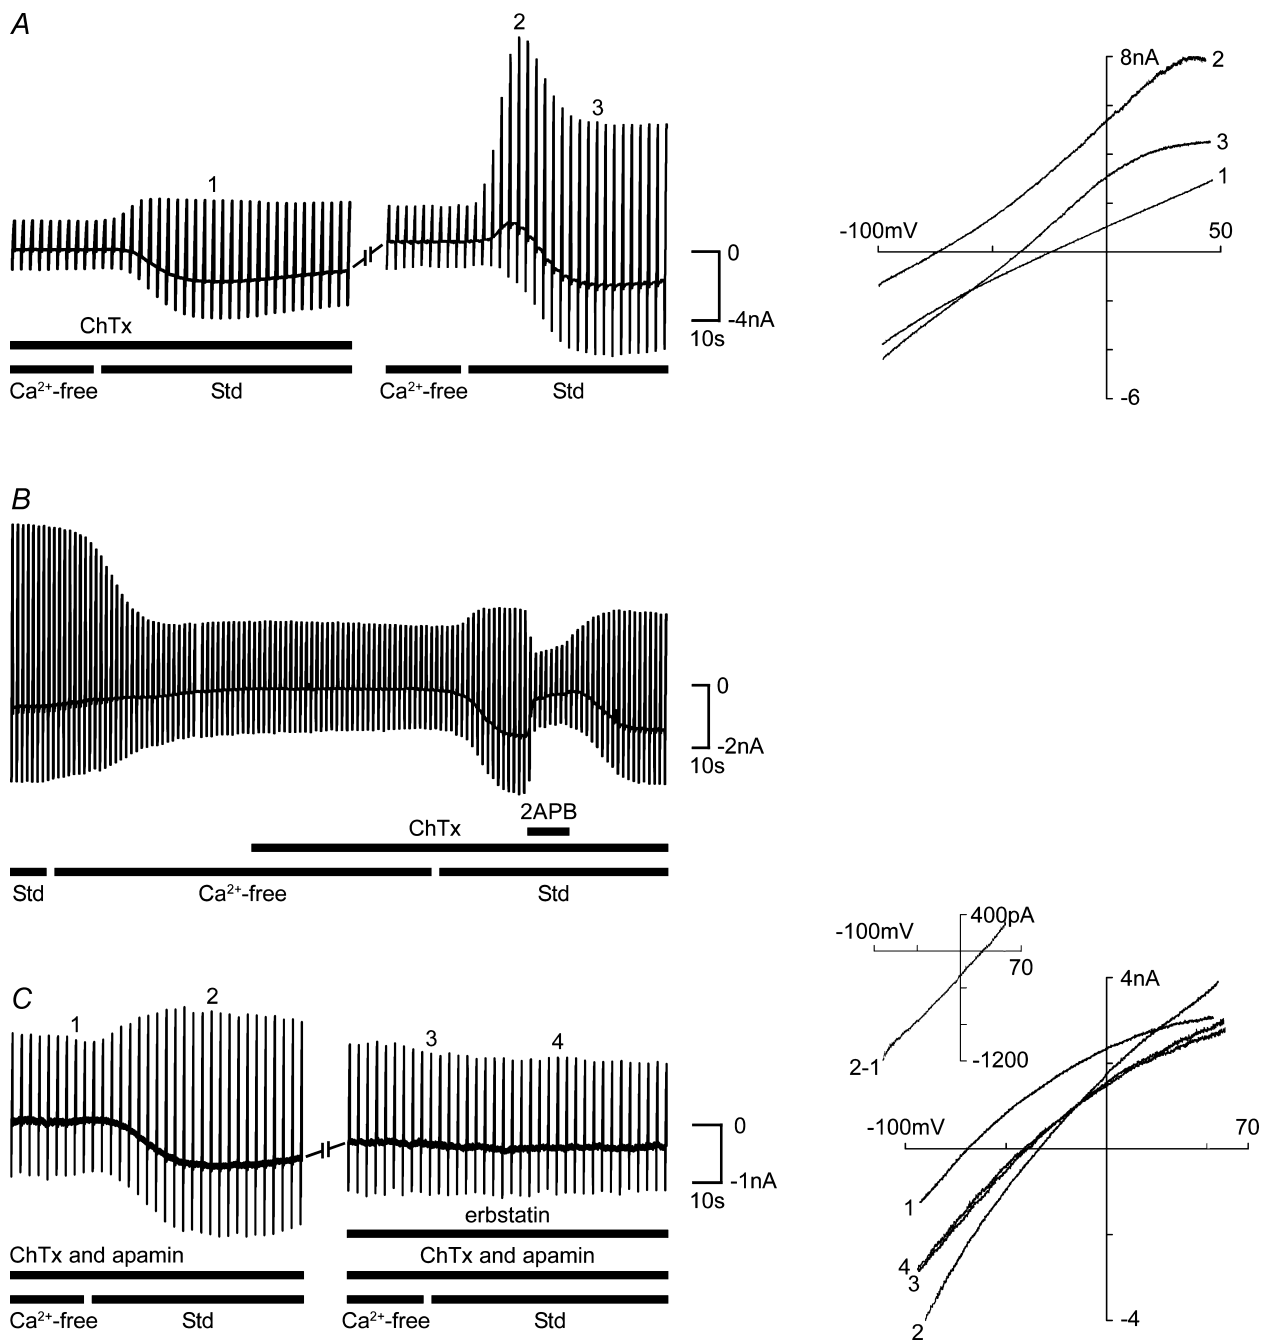 A
2
3
1
0
-4nA
10s
ChTx
Ca²⁺-free
Std
Ca²⁺-free
Std
8nA
2
3
1
-100mV
50
-6
B
0
-2nA
10s
2APB
ChTx
Std
Ca²⁺-free
Std
C
1
2
3
4
0
-1nA
10s
erbstatin
ChTx and apamin
ChTx and apamin
Ca²⁺-free
Std
Ca²⁺-free
Std
400pA
-100mV
70
-1200
2-1
4nA
-100mV
70
1
4
3
2
-4